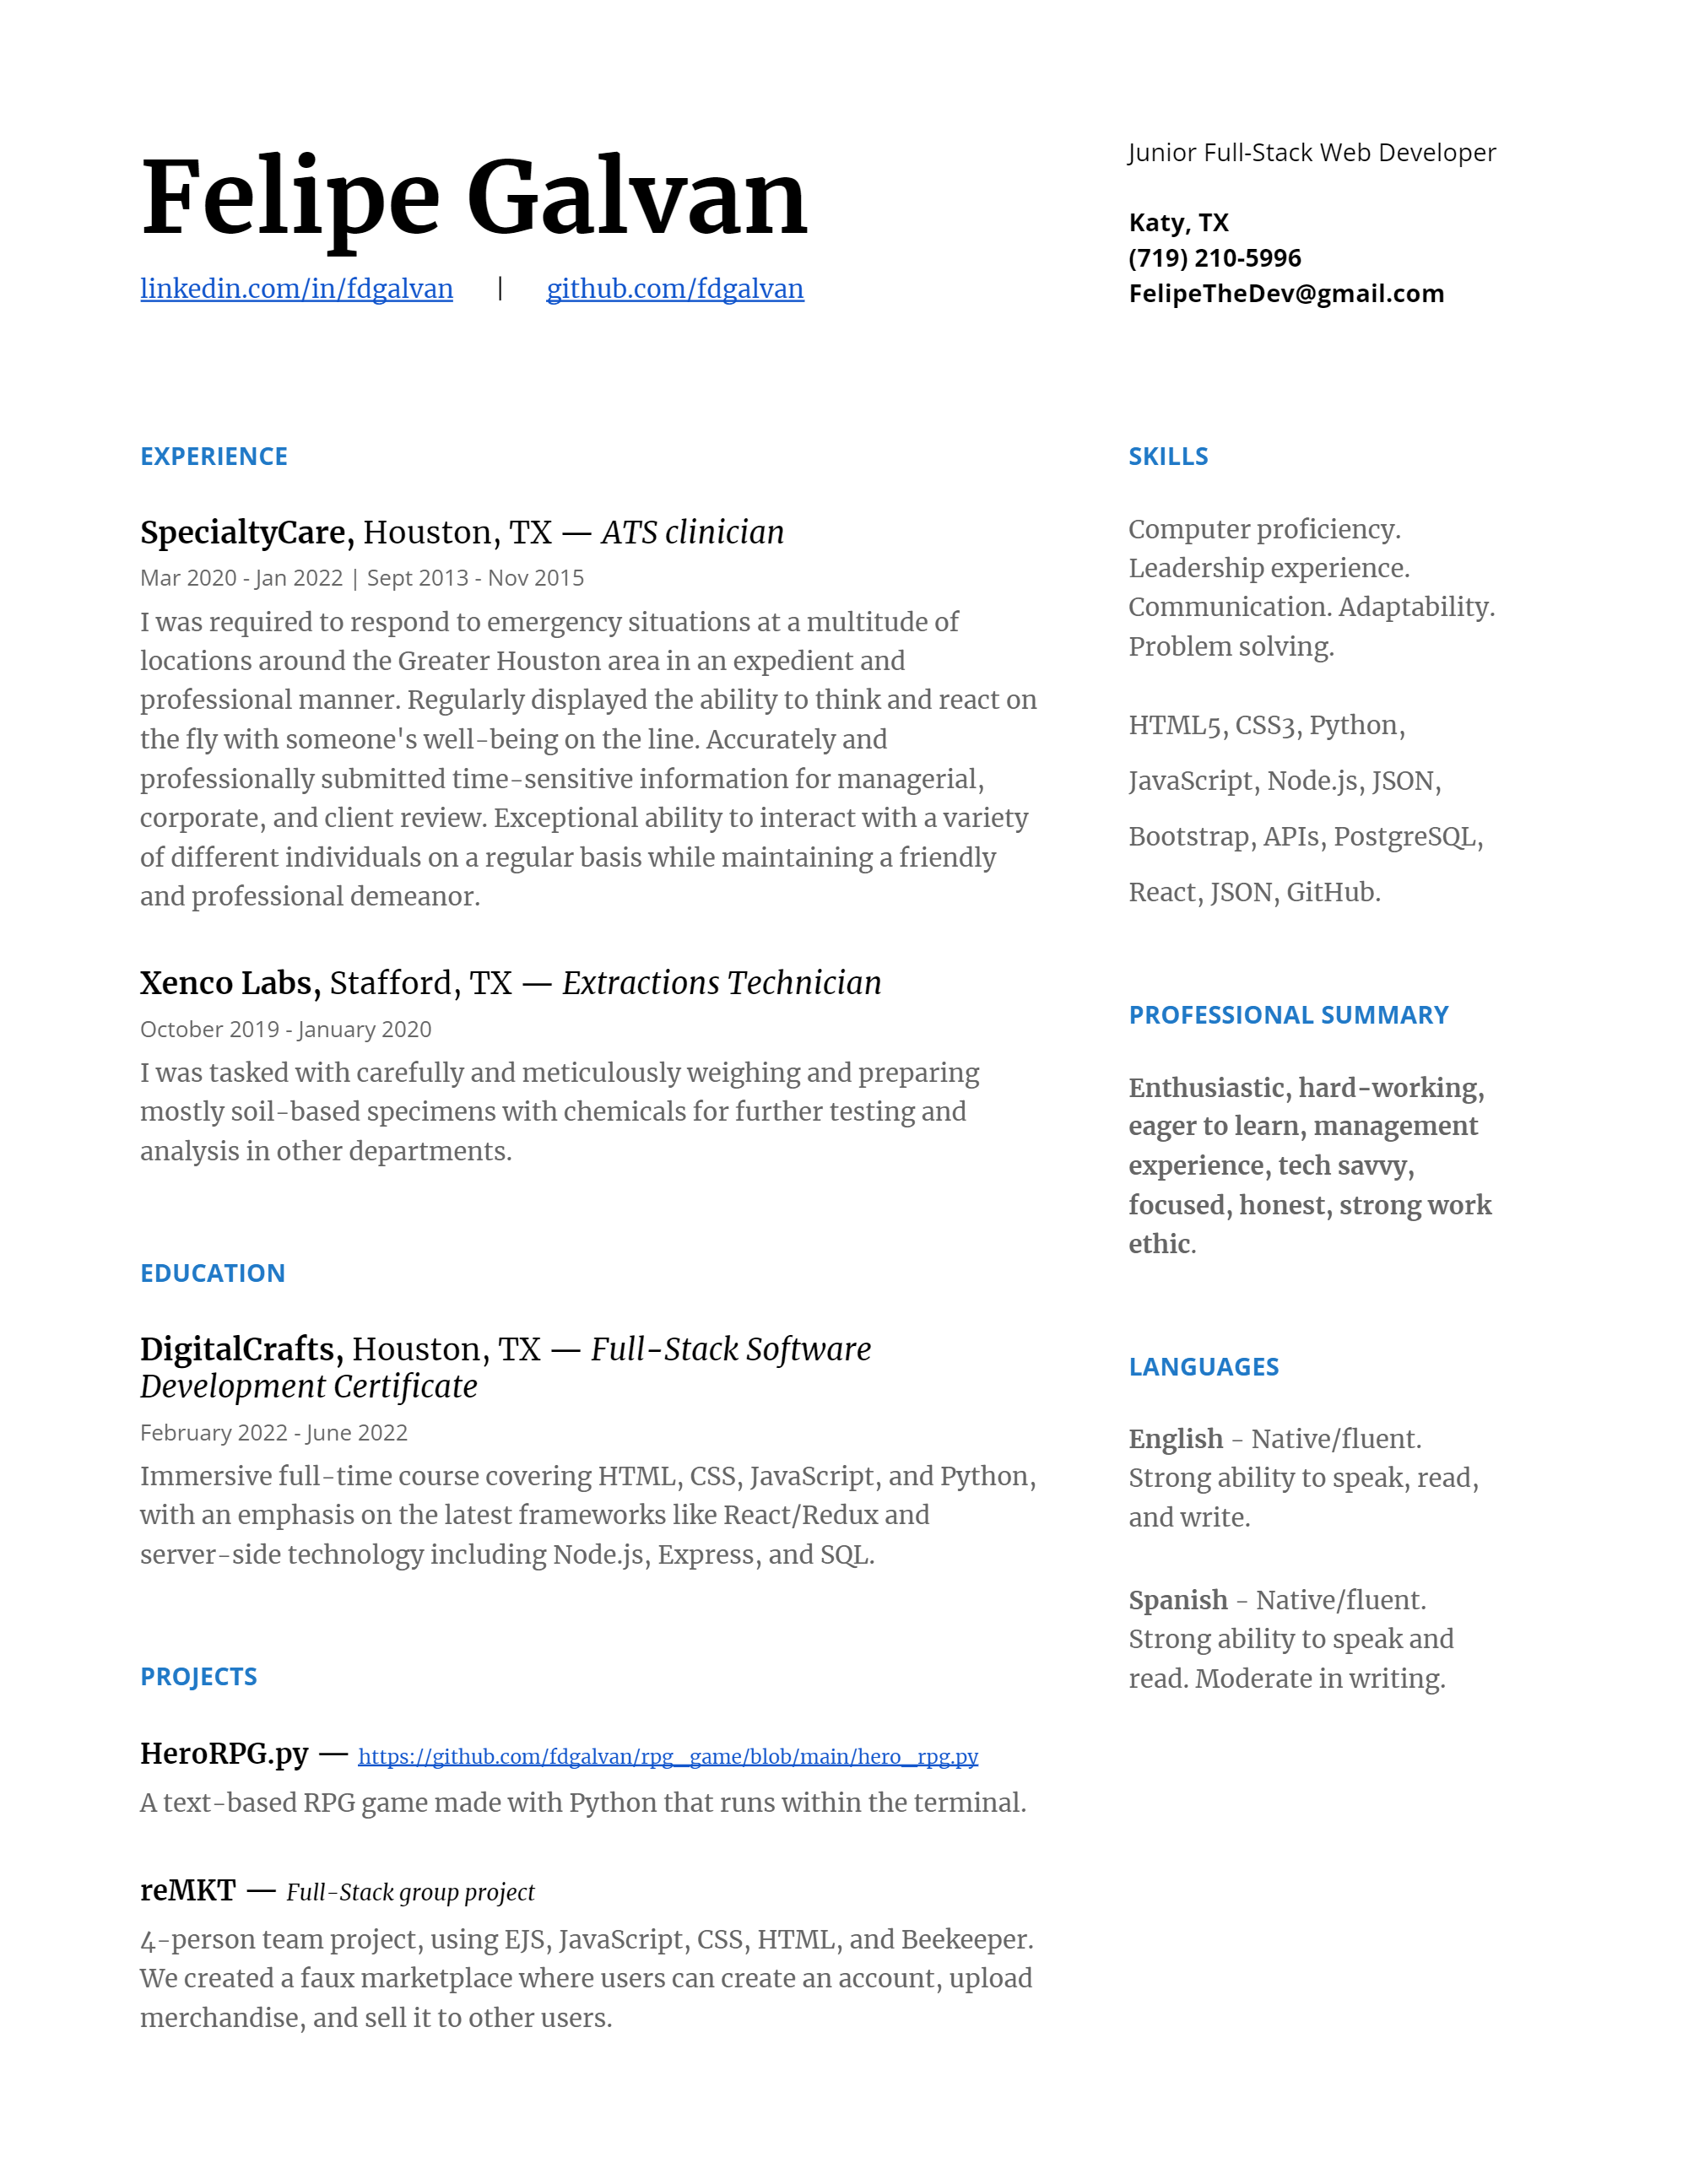 Felipe Galvan
linkedin.com/in/fdgalvan | github.com/fdgalvan
Junior Full-Stack Web Developer
Katy, TX
(719) 210-5996
FelipeTheDev@gmail.com
EXPERIENCE
SpecialtyCare, Houston, TX — ATS clinician
Mar 2020 - Jan 2022 | Sept 2013 - Nov 2015
I was required to respond to emergency situations at a multitude of
locations around the Greater Houston area in an expedient and
professional manner. Regularly displayed the ability to think and react on
the fly with someone's well-being on the line. Accurately and
professionally submitted time-sensitive information for managerial,
corporate, and client review. Exceptional ability to interact with a variety
of different individuals on a regular basis while maintaining a friendly
and professional demeanor.
Xenco Labs, Stafford, TX — Extractions Technician
October 2019 - January 2020
I was tasked with carefully and meticulously weighing and preparing
mostly soil-based specimens with chemicals for further testing and
analysis in other departments.
EDUCATION
DigitalCrafts, Houston, TX — Full-Stack Software
Development Certificate
February 2022 - June 2022
Immersive full-time course covering HTML, CSS, JavaScript, and Python,
with an emphasis on the latest frameworks like React/Redux and
server-side technology including Node.js, Express, and SQL.
PROJECTS
HeroRPG.py — https://github.com/fdgalvan/rpg_game/blob/main/hero_rpg.py
A text-based RPG game made with Python that runs within the terminal.
reMKT — Full-Stack group project
4-person team project, using EJS, JavaScript, CSS, HTML, and Beekeeper.
We created a faux marketplace where users can create an account, upload
merchandise, and sell it to other users.
SKILLS
Computer proficiency.
Leadership experience.
Communication. Adaptability.
Problem solving.
HTML5, CSS3, Python,
JavaScript, Node.js, JSON,
Bootstrap, APIs, PostgreSQL,
React, JSON, GitHub.
PROFESSIONAL SUMMARY
Enthusiastic, hard-working,
eager to learn, management
experience, tech savvy,
focused, honest, strong work
ethic.
LANGUAGES
English - Native/fluent.
Strong ability to speak, read,
and write.
Spanish - Native/fluent.
Strong ability to speak and
read. Moderate in writing.